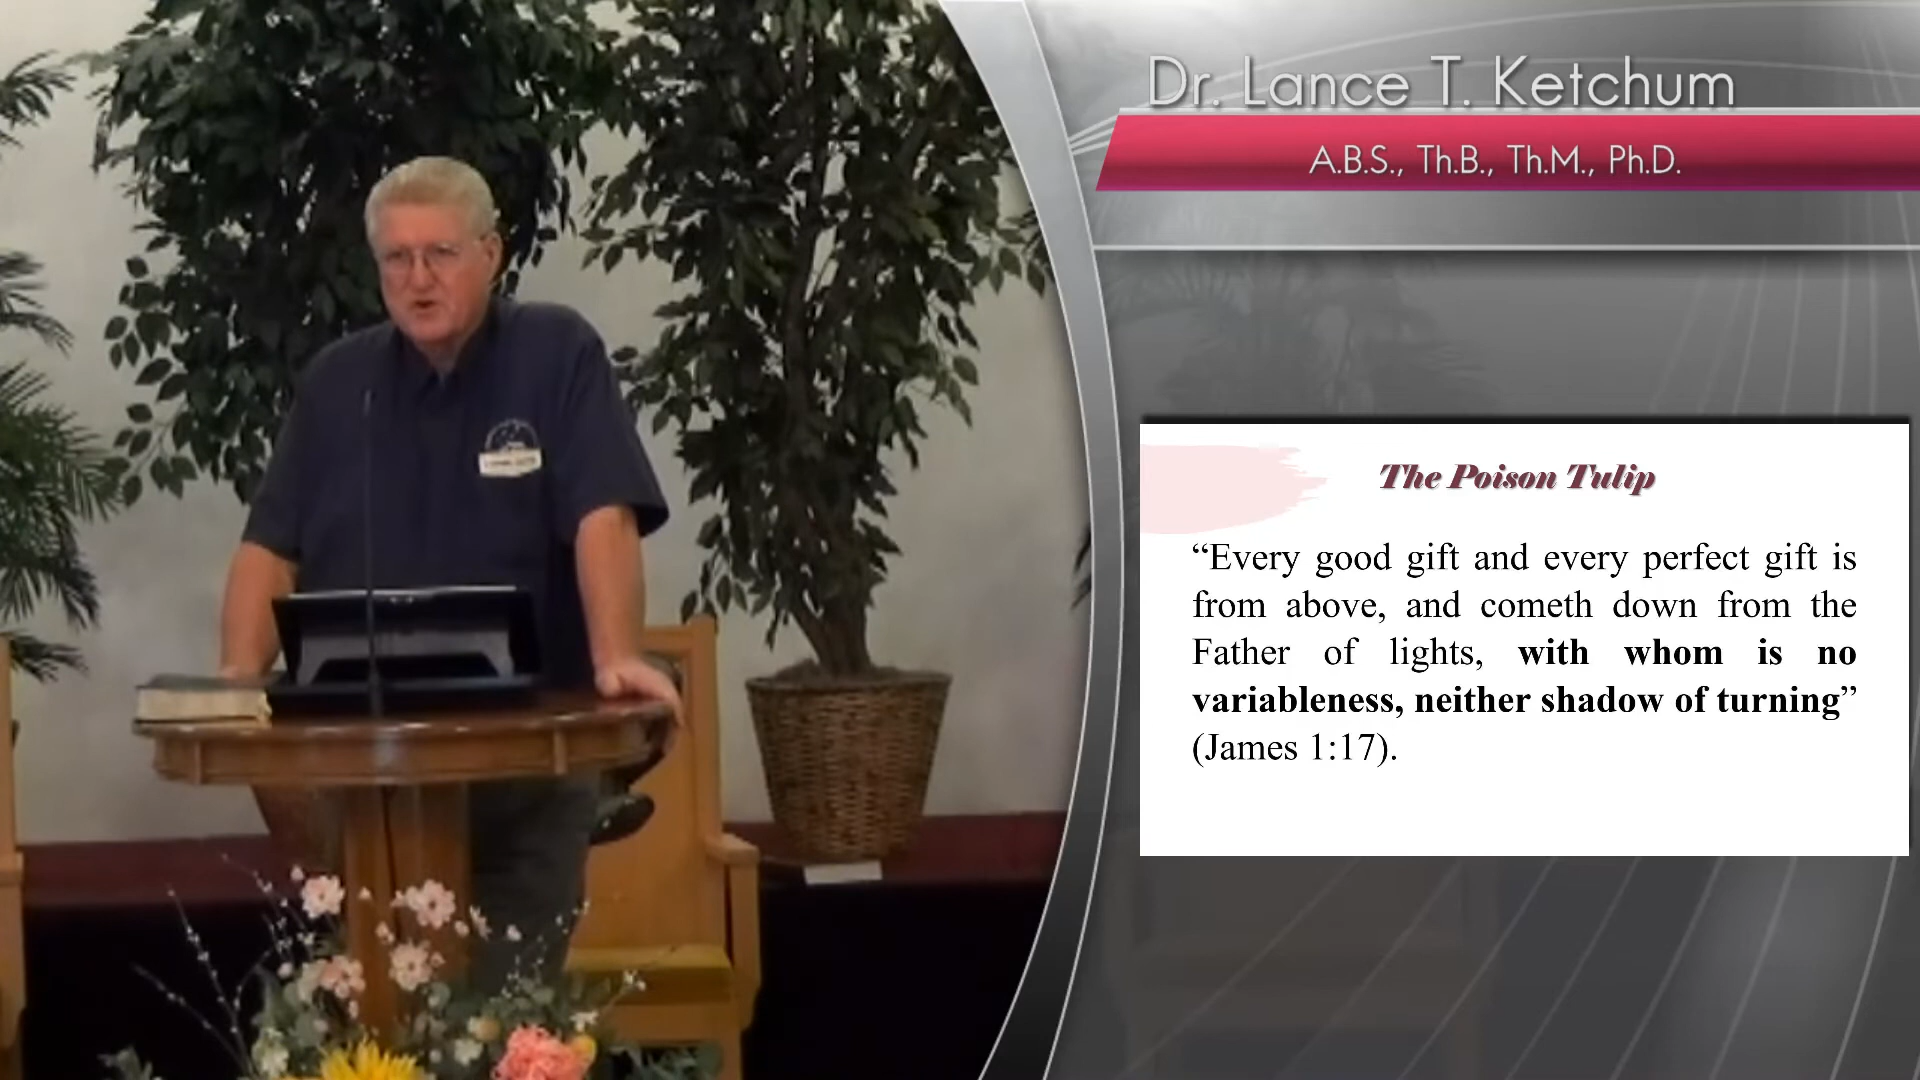 Dr. Lance T. Ketchum
A.B.S., Th.B., Th.M., Ph.D.
The Poison Tulip
“Every good gift and every perfect gift is
from above, and cometh down from the
Father of lights, with whom is no
variableness, neither shadow of turning”
(James 1:17).